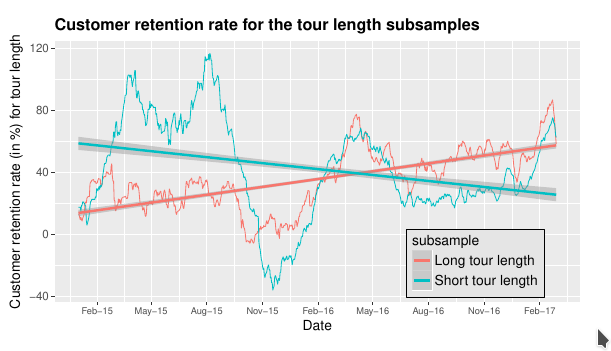 Customer retention rate for the tour length subsamples
Customer retention rate (in %) for tour length
120
80
40
0
−40
Feb−15
May−15
Aug−15
Nov−15
Feb−16
May−16
Aug−16
Nov−16
Feb−17
Date
subsample
Long tour length
Short tour length